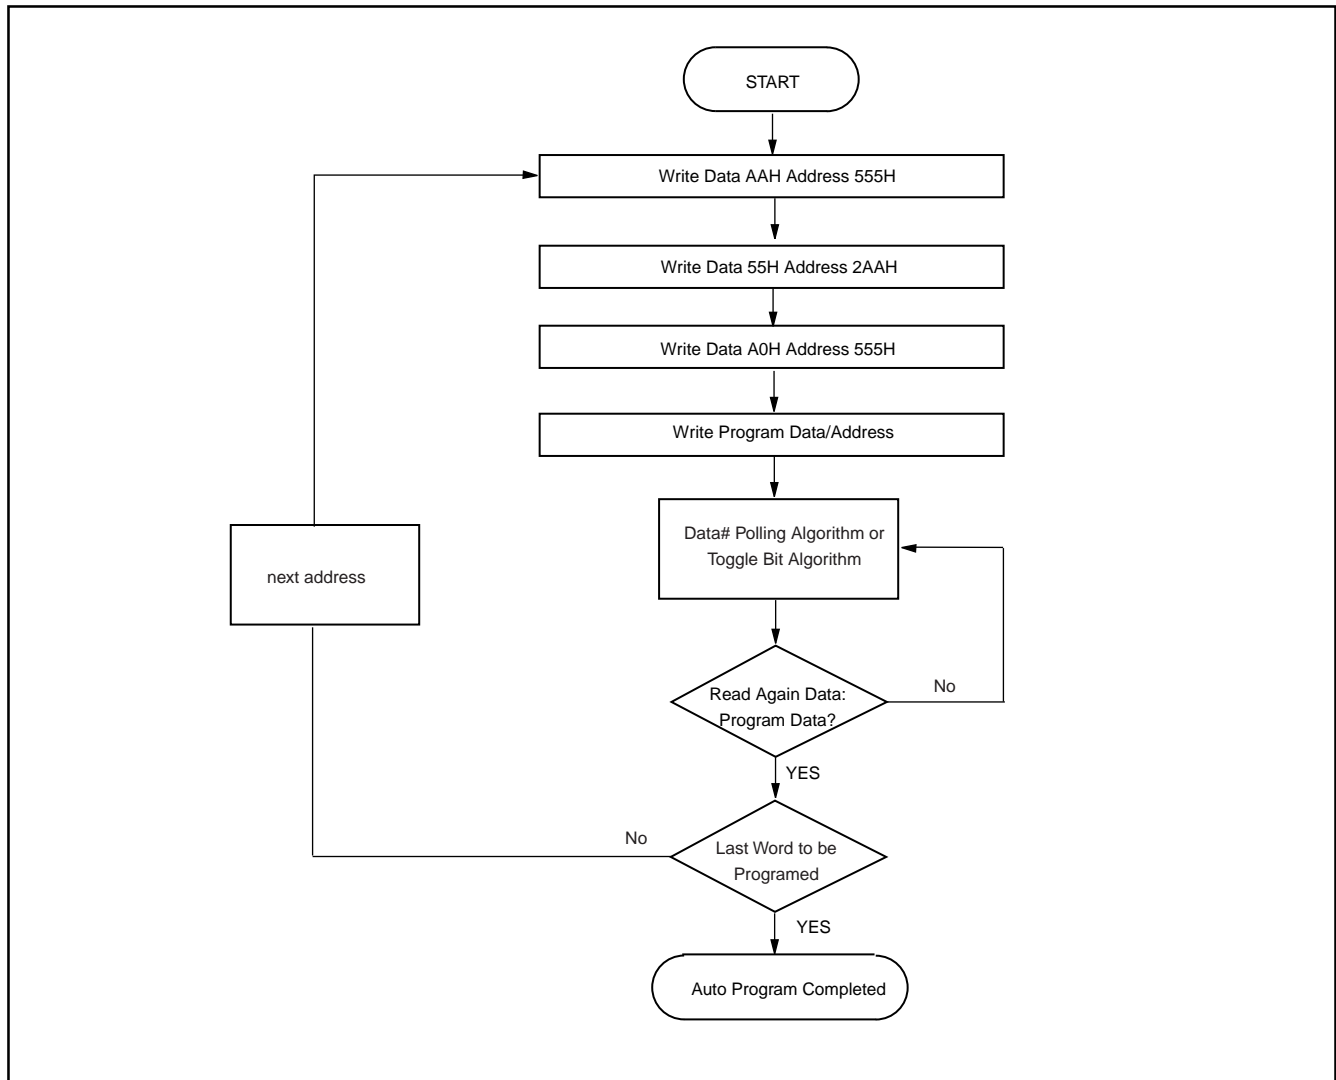 START
Write Data AAH Address 555H
Write Data 55H Address 2AAH
Write Data A0H Address 555H
Write Program Data/Address
Data# Polling Algorithm or
Toggle Bit Algorithm
next address
Read Again Data:
Program Data?
No
YES
Last Word to be
Programed
No
YES
Auto Program Completed